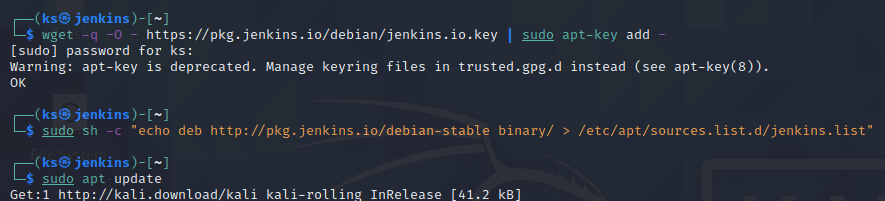 ┌──(ks㉿jenkins)-[~]
└─$ wget -q -O - https://pkg.jenkins.io/debian/jenkins.io.key | sudo apt-key add -
[sudo] password for ks:
Warning: apt-key is deprecated. Manage keyring files in trusted.gpg.d instead (see apt-key(8)).
OK
┌──(ks㉿jenkins)-[~]
└─$ sudo sh -c "echo deb http://pkg.jenkins.io/debian-stable binary/ > /etc/apt/sources.list.d/jenkins.list"
┌──(ks㉿jenkins)-[~]
└─$ sudo apt update
Get:1 http://kali.download/kali kali-rolling InRelease [41.2 kB]